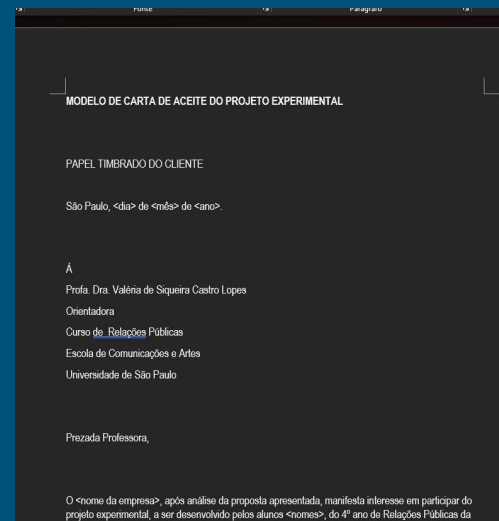 Fonte
Parágrafo
MODELO DE CARTA DE ACEITE DO PROJETO EXPERIMENTAL
PAPEL TIMBRADO DO CLIENTE
São Paulo, <dia> de <mês> de <ano>.
Á
Profa. Dra. Valéria de Siqueira Castro Lopes
Orientadora
Curso de Relações Públicas
Escola de Comunicações e Artes
Universidade de São Paulo
Prezada Professora,
O <nome da empresa>, após análise da proposta apresentada, manifesta interesse em participar do
projeto experimental, a ser desenvolvido pelos alunos <nomes>, do 4º ano de Relações Públicas da